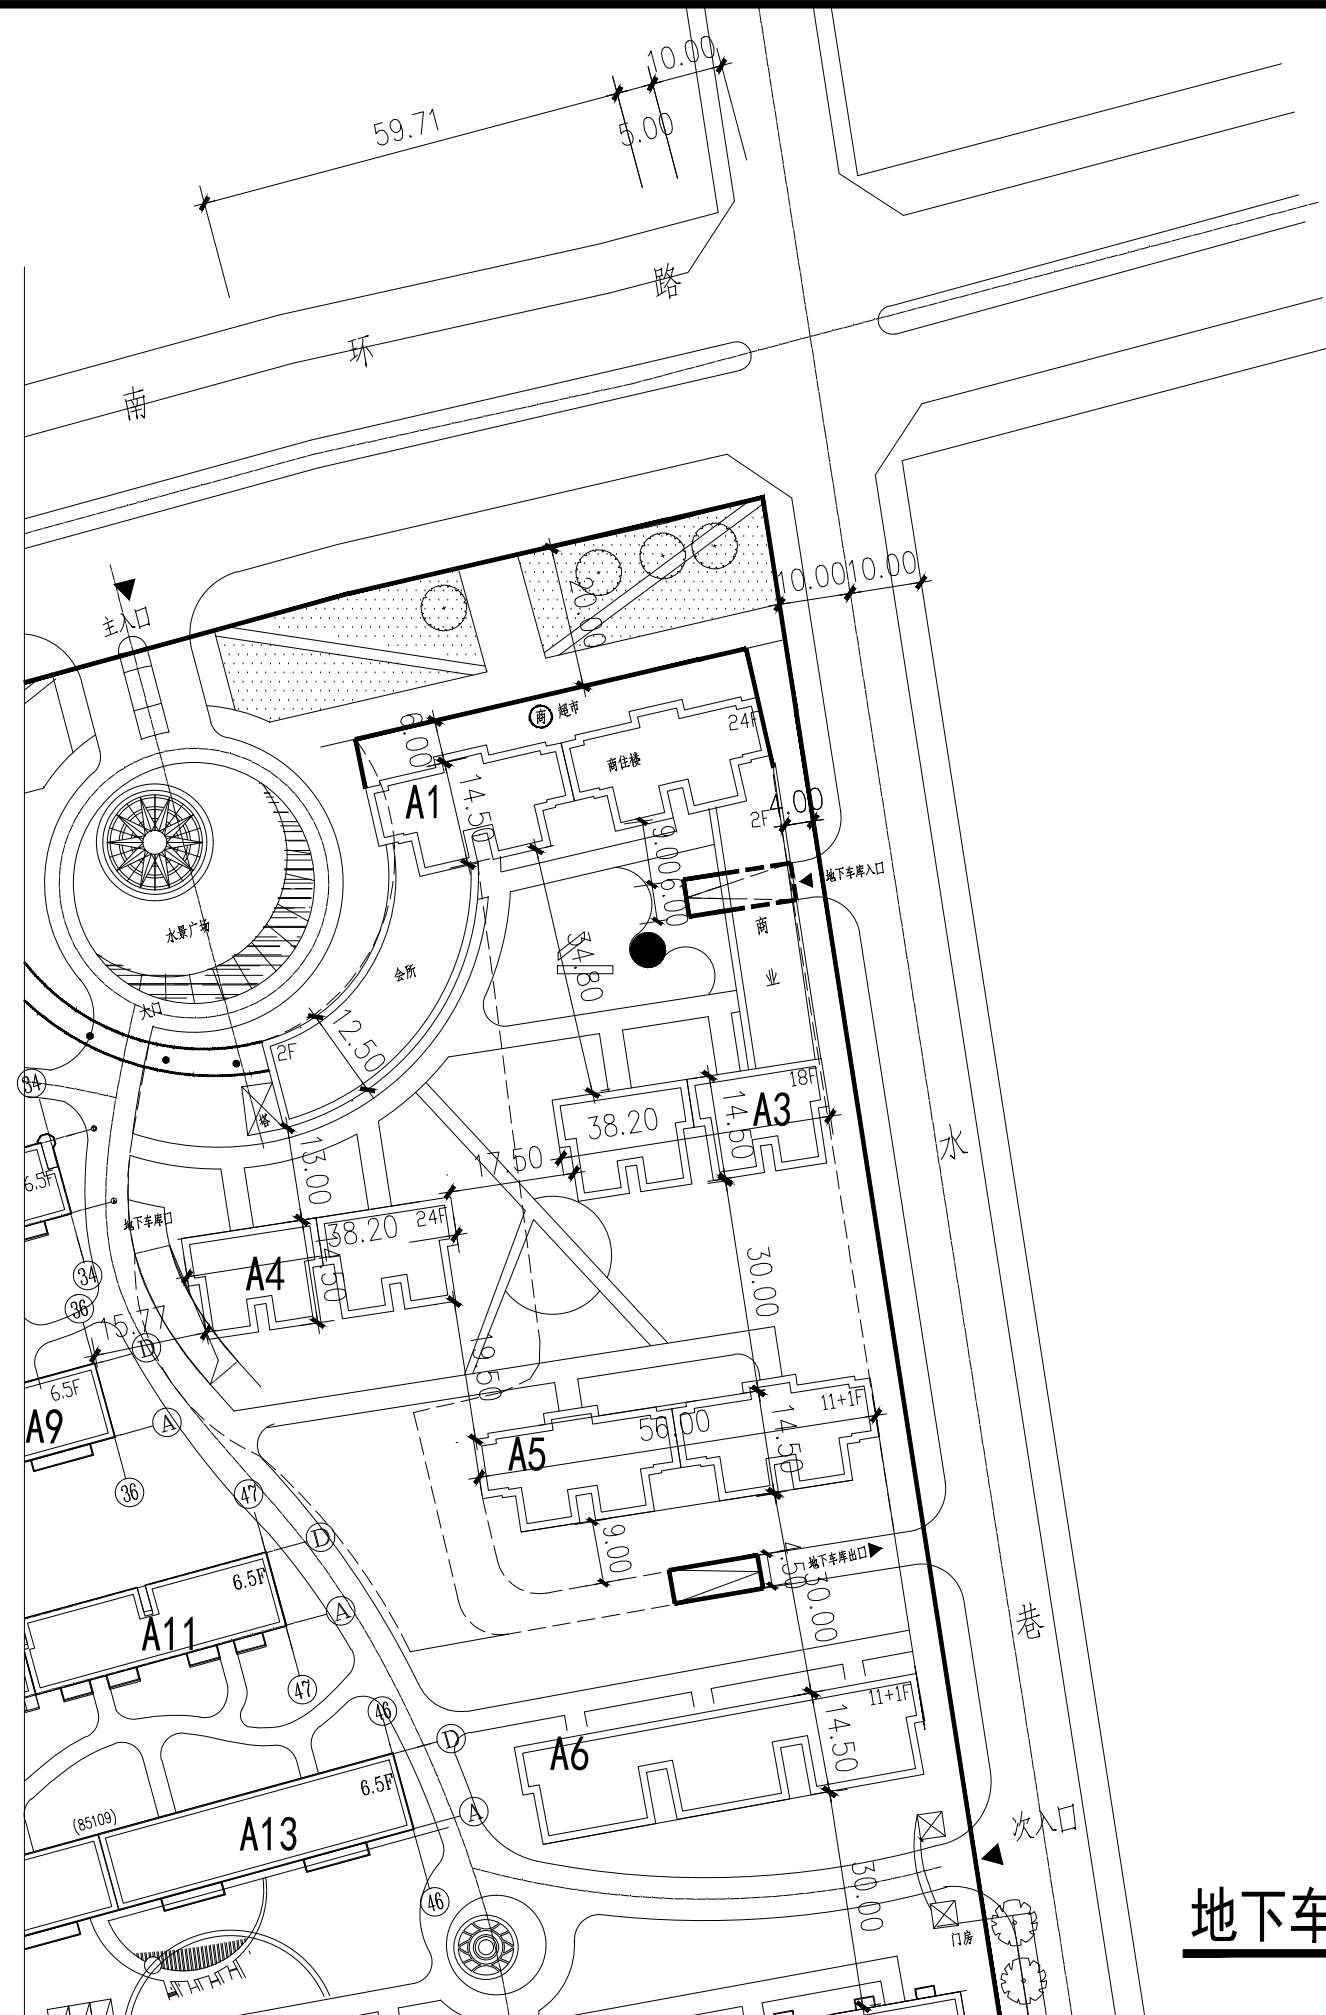 10.00
59.71
5.00
路
环
南
10.00
10.00
20.00
主入口
商
超市
24F
6.00
商住楼
A1
14.50
4.00
2F
9.00
6.00
地下车库入口
商
业
水景广场
会所
34.80
大门
12.50
2F
34
18F
A3
14.50
38.20
塔
水
17.50
13.00
6.5F
地下车库口
24F
38.20
14.50
A4
34
30.00
36
15.77
D
19.50
6.5F
A9
A
11+1F
56.00
14.50
A5
36
47
D
9.00
4.50
地下车库出口
30.00
6.5F
A
A11
巷
47
11+1F
46
D
14.50
A6
6.5F
(85109)
A
A13
次入口
46
30.00
门房
地下车